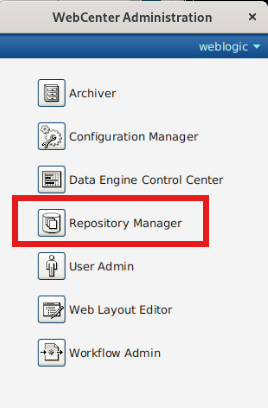 WebCenter Administration
weblogic
Archiver
Configuration Manager
Data Engine Control Center
Repository Manager
User Admin
Web Layout Editor
Workflow Admin